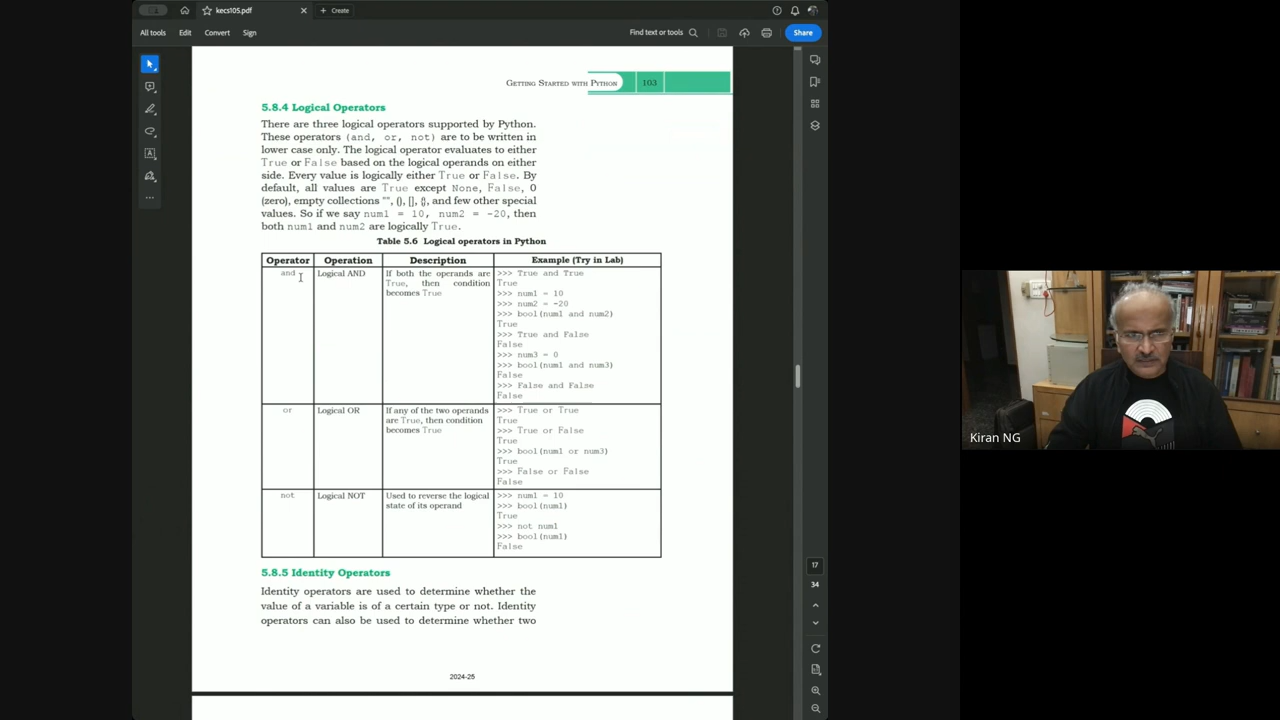 kecs105.pdf
Create
All tools
Edit
Convert
Sign
Find text or tools
Share
GETTING STARTED WITH PYTHON
103
5.8.4 Logical Operators
There are three logical operators supported by Python.
These operators (and, or, not) are to be written in
lower case only. The logical operator evaluates to either
True or False based on the logical operands on either
side. Every value is logically either True or False. By
default, all values are True except None, False, 0
(zero), empty collections "", (), [], {}, and few other special
values. So if we say num1 = 10, num2 = -20, then
both num1 and num2 are logically True.
Table 5.6 Logical operators in Python
Operator Operation Description Example (Try in Lab)
and
Logical AND
If both the operands are
True, then condition
becomes True
>>> True and True
True
>>> num1 = 10
>>> num2 = -20
>>> bool(num1 and num2)
True
>>> True and False
False
>>> num3 = 0
>>> bool(num1 and num3)
False
>>> False and False
False
or
Logical OR
If any of the two operands
are True, then condition
becomes True
>>> True or True
True
>>> True or False
True
>>> bool(num1 or num3)
True
>>> False or False
False
not
Logical NOT
Used to reverse the logical
state of its operand
>>> num1 = 10
>>> bool(num1)
True
>>> not num1
>>> bool(num1)
False
5.8.5 Identity Operators
Identity operators are used to determine whether the
value of a variable is of a certain type or not. Identity
operators can also be used to determine whether two
2024-25
17
34
Kiran NG